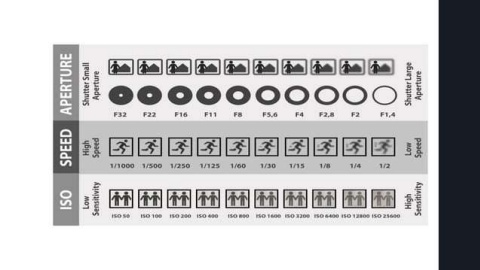 APERTURE
Shutter Small
Aperture
F32 F22 F16 F11 F8 F5,6 F4 F2,8 F2 F1,4
Shutter Large
Aperture
SPEED
High
Speed
1/1000 1/500 1/250 1/125 1/60 1/30 1/15 1/8 1/4 1/2
Low
Speed
ISO
Low
Sensitivity
ISO 50 ISO 100 ISO 200 ISO 400 ISO 800 ISO 1600 ISO 3200 ISO 6400 ISO 12800 ISO 25600
High
Sensitivity